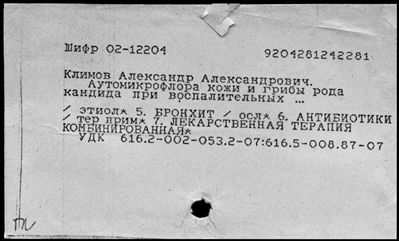 Шифр 02-12204 9204281242281
Климов Александр Александрович.
Аутомикрофлора кожи и грибы рода
кандида при воспалительных ...
/ этиол* 5. БРОНХИТ / осл* 6. АНТИБИОТИКИ
/ тер прим* 7. ЛЕКАРСТВЕННАЯ ТЕРАПИЯ
КОМБИНИРОВАННАЯ*
УДК 616.2-002-053.2-07:616.5-008.87-07